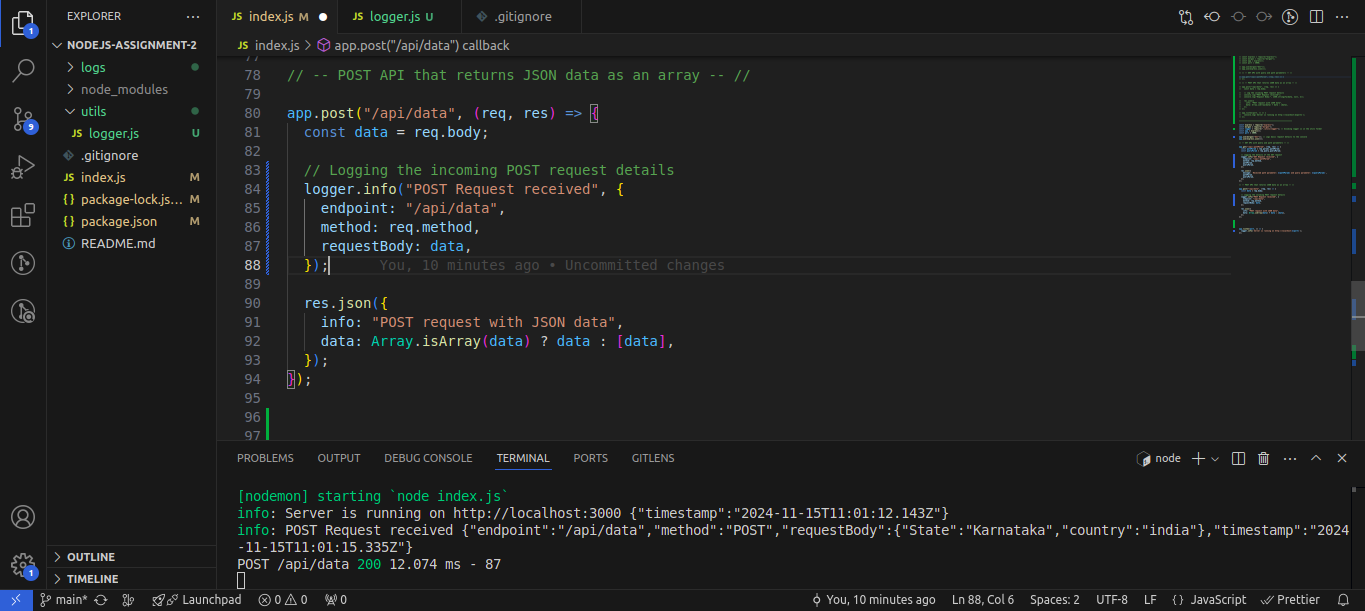 EXPLORER ...
JS index.js M ●
JS logger.js U
.gitignore
NODEJS-ASSIGNMENT-2
logs
node_modules
utils
JS logger.js U
.gitignore
JS index.js M
{} package-lock.js... M
{} package.json M
README.md
OUTLINE
TIMELINE
1
9
1
JS index.js > app.post("/api/data") callback
77
78 // -- POST API that returns JSON data as an array -- //
79
80 app.post("/api/data", (req, res) => {
81 const data = req.body;
82
83 // Logging the incoming POST request details
84 logger.info("POST Request received", {
85 endpoint: "/api/data",
86 method: req.method,
87 requestBody: data,
88 }); You, 10 minutes ago • Uncommitted changes
89
90 res.json({
91 info: "POST request with JSON data",
92 data: Array.isArray(data) ? data : [data],
93 });
94 });
95
96
97
PROBLEMS OUTPUT DEBUG CONSOLE TERMINAL PORTS GITLENS
node
[nodemon] starting `node index.js`
info: Server is running on http://localhost:3000 {"timestamp":"2024-11-15T11:01:12.143Z"}
info: POST Request received {"endpoint":"/api/data","method":"POST","requestBody":{"State":"Karnataka","country":"india"},"timestamp":"2024
-11-15T11:01:15.335Z"}
POST /api/data 200 12.074 ms - 87
main* Launchpad 0 0 0 You, 10 minutes ago Ln 88, Col 6 Spaces: 2 UTF-8 LF {} JavaScript Prettier